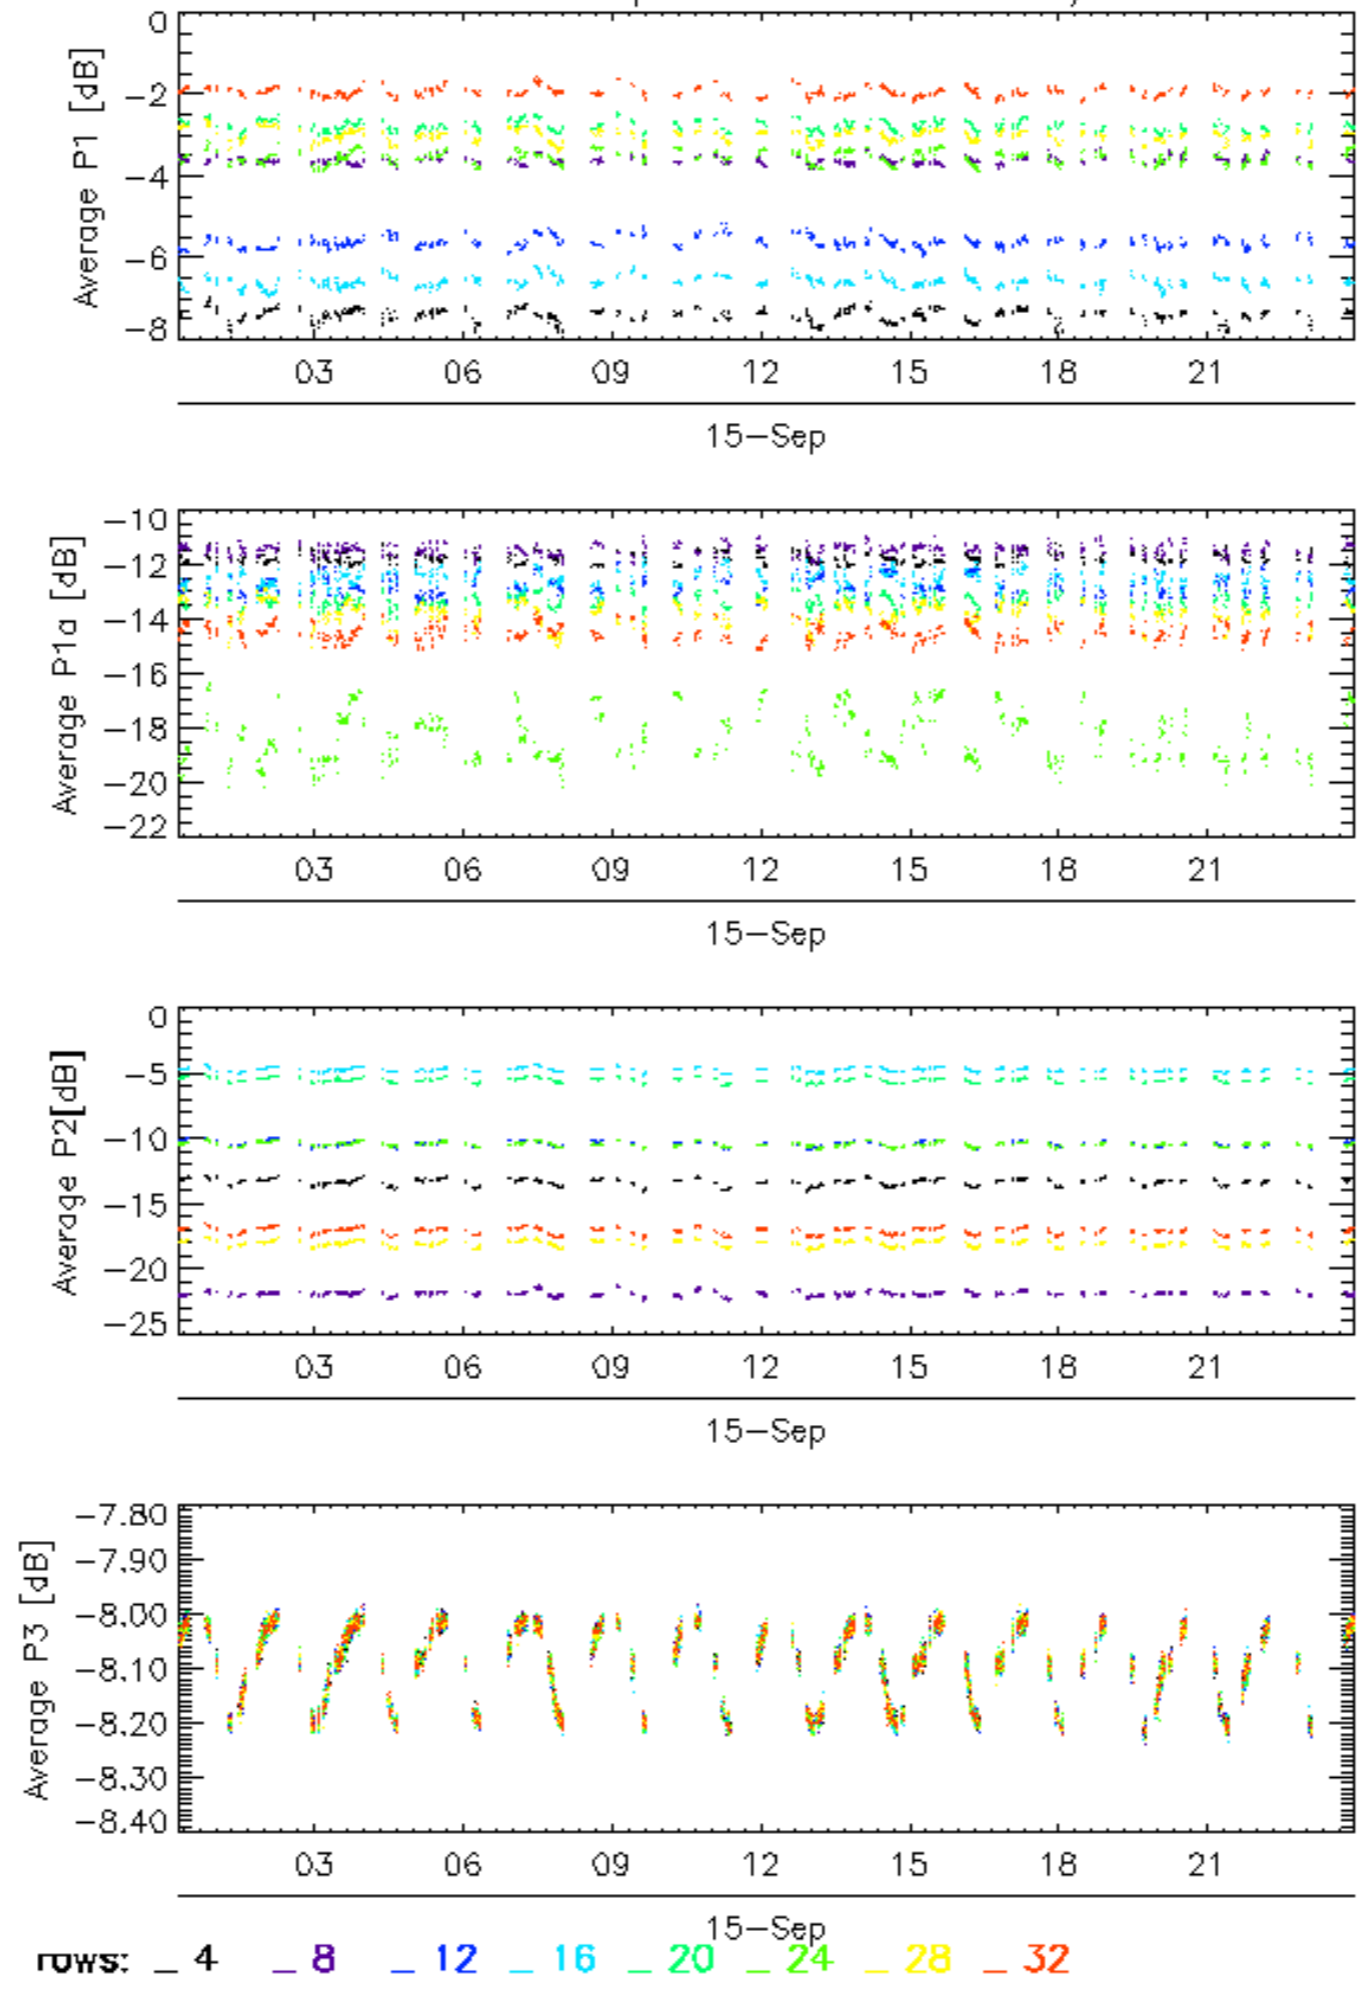 0
−2
−4
−6
−8
Average P1 [dB]
03 06 09 12 15 18 21
15−Sep
−10
−12
−14
−16
−18
−20
−22
Average P1a [dB]
03 06 09 12 15 18 21
15−Sep
0
−5
−10
−15
−20
−25
Average P2[dB]
03 06 09 12 15 18 21
15−Sep
−7.80
−7.90
−8.00
−8.10
−8.20
−8.30
−8.40
Average P3 [dB]
03 06 09 12 15 18 21
15−Sep
rows: _ 4 _ 8 _ 12 _ 16 _ 20 _ 24 _ 28 _ 32